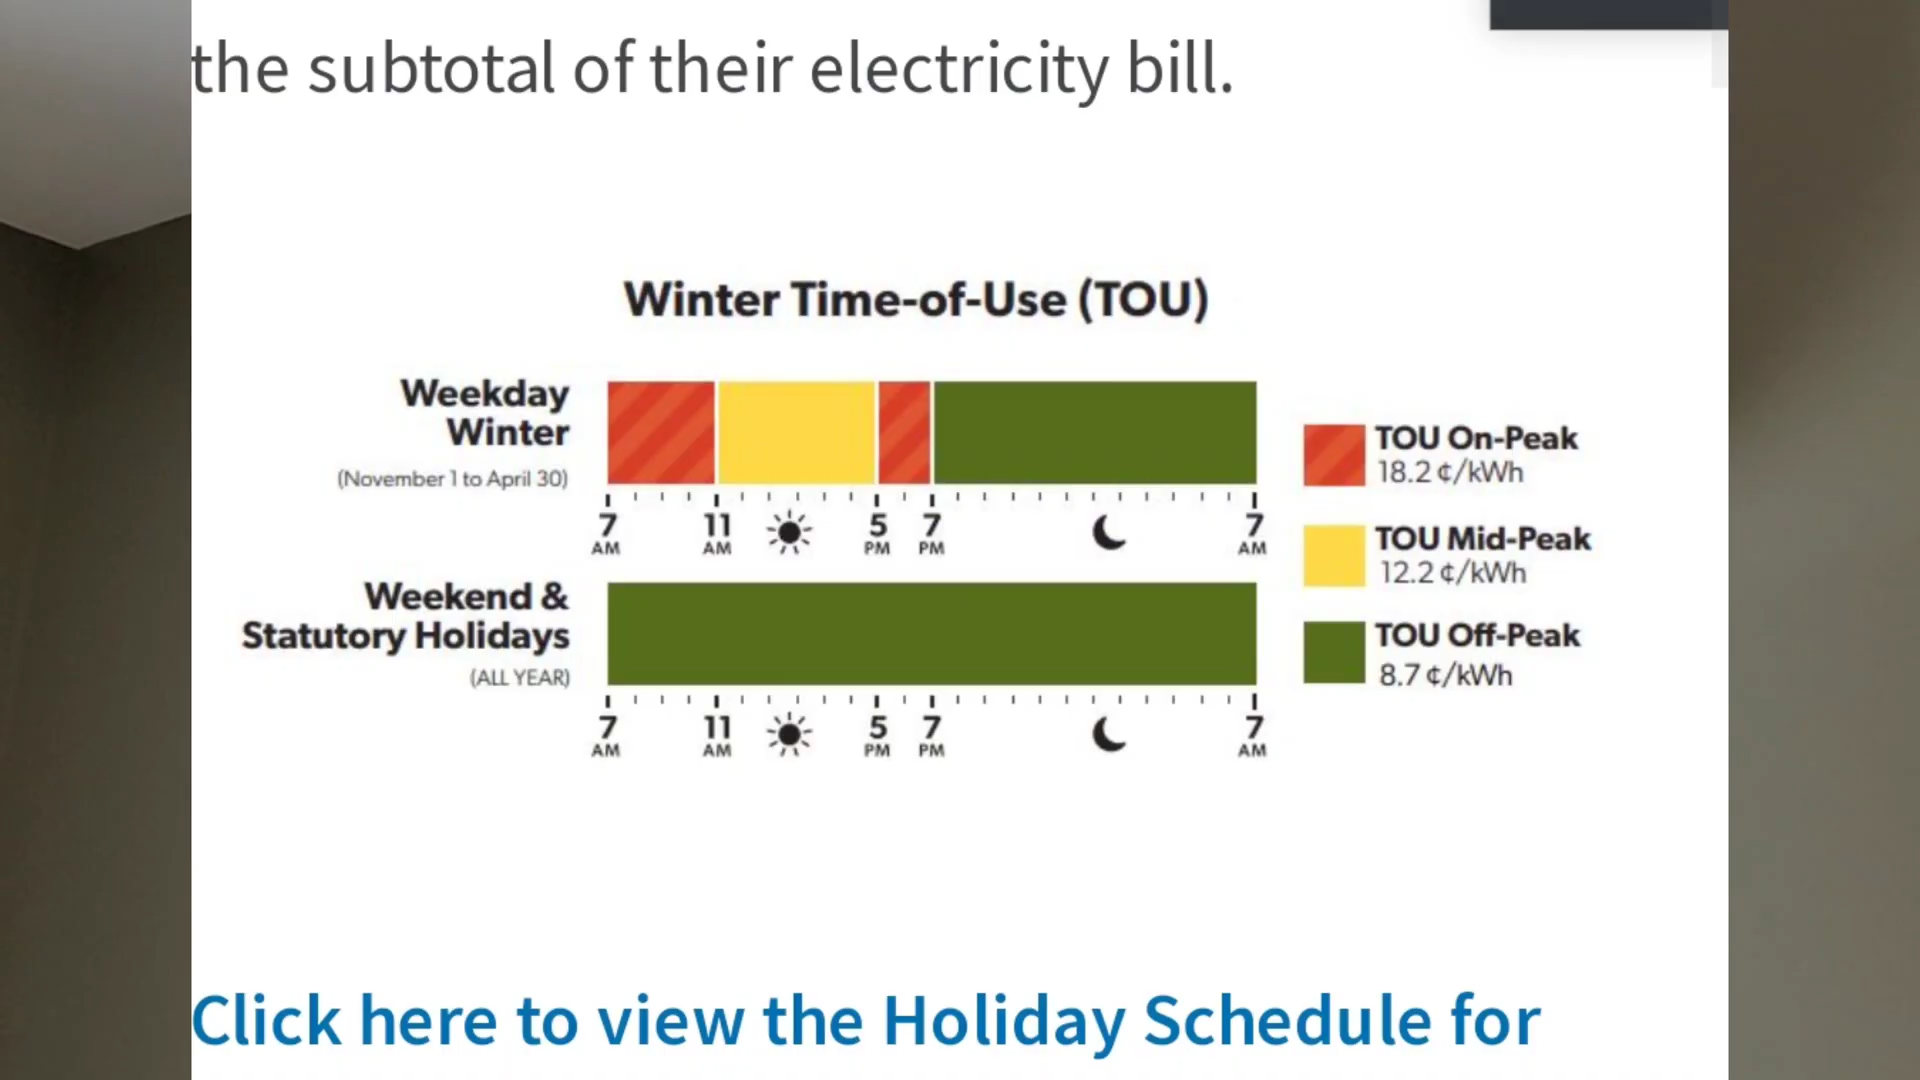 the subtotal of their electricity bill.
Winter Time-of-Use (TOU)
Weekday
Winter
(November 1 to April 30)
7 AM 11 AM 5 PM 7 PM 7 AM
Weekend &
Statutory Holidays
(ALL YEAR)
7 AM 11 AM 5 PM 7 PM 7 AM
TOU On-Peak
18.2 ¢/kWh
TOU Mid-Peak
12.2 ¢/kWh
TOU Off-Peak
8.7 ¢/kWh
Click here to view the Holiday Schedule for